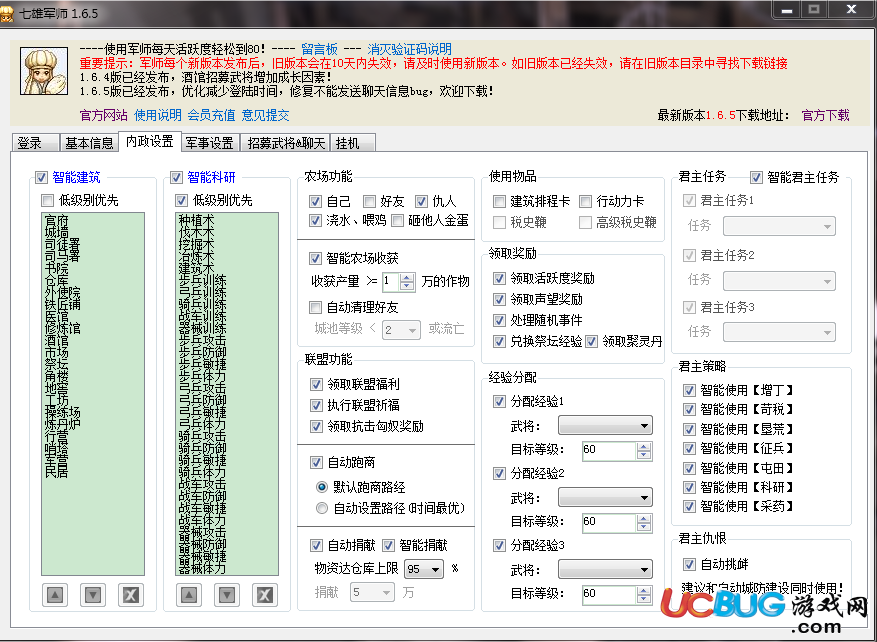 七雄军师 1.6.5
----使用军师每天活跃度轻松到80! ---- 留言板 --- 消灭验证码说明
重要提示：军师每个新版本发布后，旧版本会在10天内失效，请及时使用新版本。如旧版本已经失效，请在旧版本目录中寻找下载链接
1.6.4版已经发布，酒馆招募武将增加成长因素！
1.6.5版已经发布，优化减少登陆时间，修复不能发送聊天信息bug，欢迎下载！
官方网站 使用说明 会员充值 意见提交
最新版本1.6.5下载地址： 官方下载
登录 基本信息 内政设置 军事设置 招募武将&聊天 挂机
智能建筑
低级别优先
官府
城墙
司徒署
司马署
书院
仓库
外使院
铁匠铺
医馆
修炼馆
酒馆
市场
祭坛
角楼
地窖
工坊
操练场
炼丹炉
行营
哨塔
军营
民居
智能科研
低级别优先
种植术
伐木术
挖掘术
冶炼术
建筑术
步兵训练
弓兵训练
骑兵训练
战车训练
器械训练
步兵攻击
步兵防御
步兵敏捷
步兵体力
弓兵攻击
弓兵防御
弓兵敏捷
弓兵体力
骑兵攻击
骑兵防御
骑兵敏捷
骑兵体力
战车攻击
战车防御
战车敏捷
战车体力
器械攻击
器械防御
器械敏捷
器械体力
农场功能
自己 好友 仇人
浇水、喂鸡 砸他人金蛋
智能农场收获
收获产量 >= 1 万的作物
自动清理好友
城池等级 < 2 或流亡
联盟功能
领取联盟福利
执行联盟祈福
领取抗击匈奴奖励
自动跑商
默认跑商路径
自动设置路径(时间最优)
自动捐献 智能捐献
物资达仓库上限 95 %
捐献 5 万
使用物品
建筑排程卡 行动力卡
税史鞭 高级税史鞭
领取奖励
领取活跃度奖励
领取声望奖励
处理随机事件
兑换祭坛经验 领取聚灵丹
经验分配
分配经验1
武将：
目标等级： 60
分配经验2
武将：
目标等级： 60
分配经验3
武将：
目标等级： 60
君主任务 智能君主任务
君主任务1
任务
君主任务2
任务
君主任务3
任务
君主策略
智能使用【增丁】
智能使用【苛税】
智能使用【垦荒】
智能使用【征兵】
智能使用【屯田】
智能使用【科研】
智能使用【采药】
君主仇恨
自动挑衅
建议和自动城防建设同时使用！
UCBUG游戏网
.com